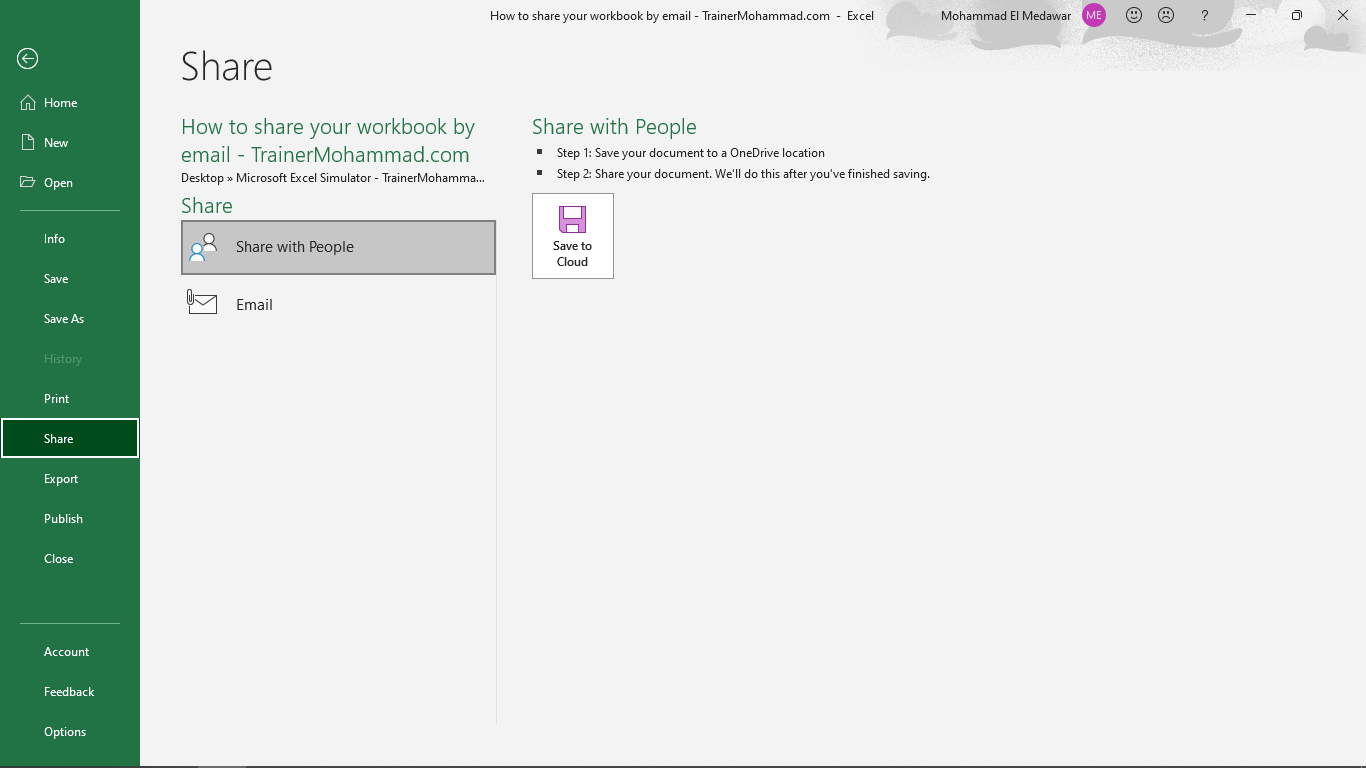 How to share your workbook by email - TrainerMohammad.com - Excel
Mohammad El Medawar
ME
?
Home
New
Open
Info
Save
Save As
History
Print
Share
Export
Publish
Close
Account
Feedback
Options
Share
How to share your workbook by
email - TrainerMohammad.com
Desktop » Microsoft Excel Simulator - TrainerMohamma...
Share
Share with People
Email
Share with People
Step 1: Save your document to a OneDrive location
Step 2: Share your document. We'll do this after you've finished saving.
Save to
Cloud